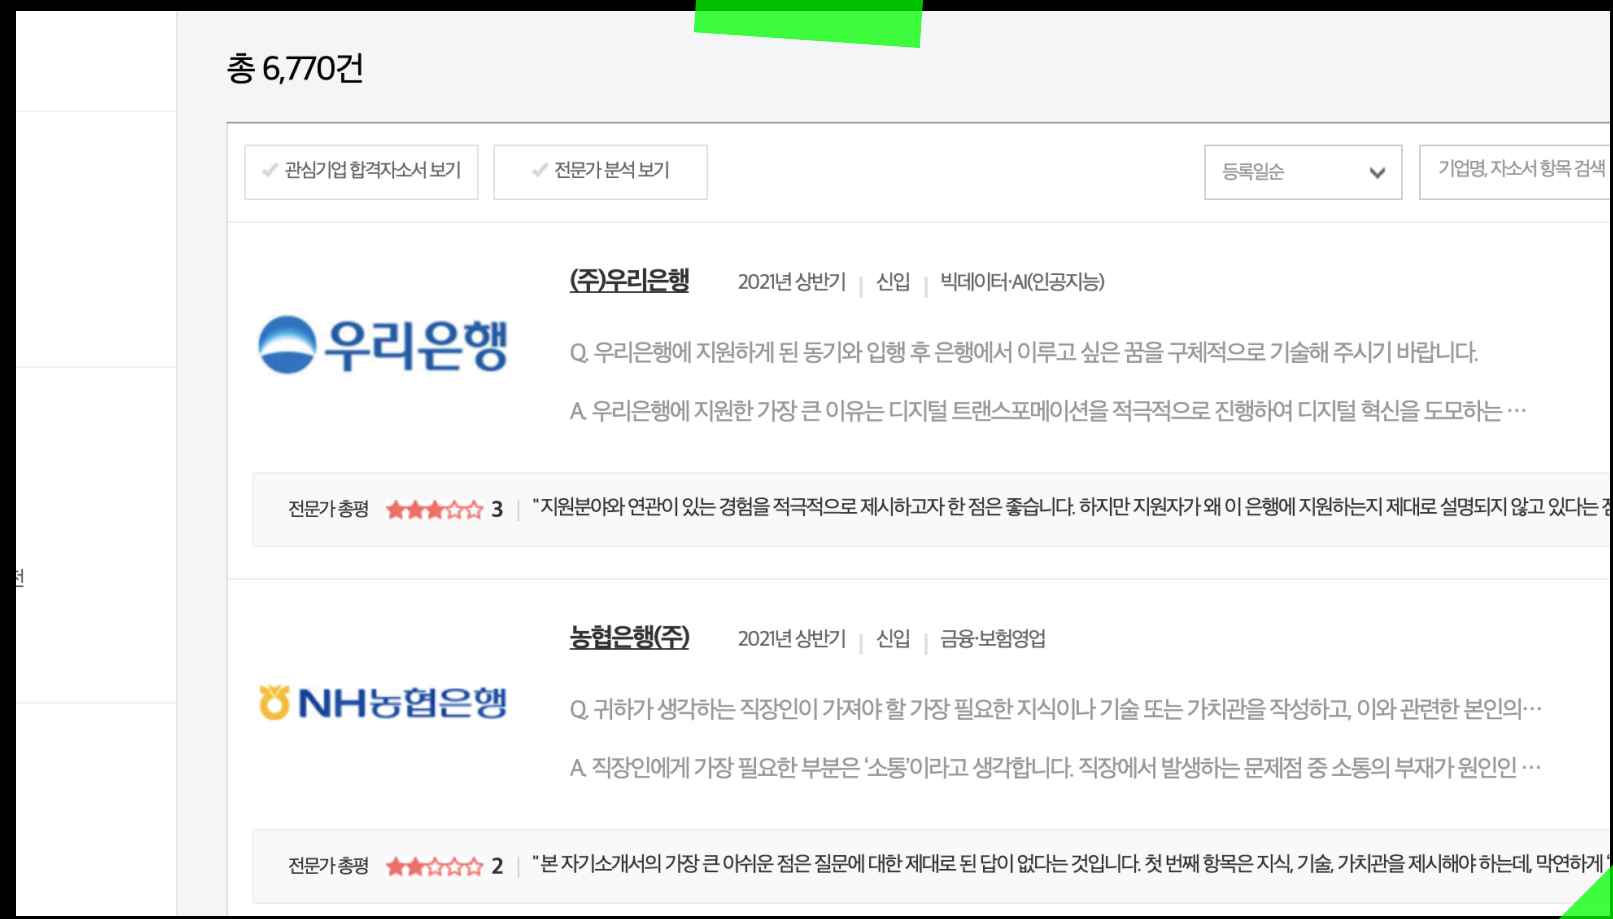 총 6,770건
관심기업 합격자소서 보기
전문가 분석 보기
등록일순
기업명, 자소서 항목 검색
(주)우리은행 2021년 상반기 | 신입 | 빅데이터·AI(인공지능)
우리은행
Q. 우리은행에 지원하게 된 동기와 입행 후 은행에서 이루고 싶은 꿈을 구체적으로 기술해 주시기 바랍니다.
A. 우리은행에 지원한 가장 큰 이유는 디지털 트랜스포메이션을 적극적으로 진행하여 디지털 혁신을 도모하는 …
전문가 총평 ★★★☆☆ 3 | "지원분야와 연관이 있는 경험을 적극적으로 제시하고자 한 점은 좋습니다. 하지만 지원자가 왜 이 은행에 지원하는지 제대로 설명되지 않고 있다는
전
농협은행(주) 2021년 상반기 | 신입 | 금융·보험영업
NH농협은행
Q. 귀하가 생각하는 직장인이 가져야 할 가장 필요한 지식이나 기술 또는 가치관을 작성하고, 이와 관련한 본인의…
A. 직장인에게 가장 필요한 부분은 ‘소통’이라고 생각합니다. 직장에서 발생하는 문제점 중 소통의 부재가 원인인 …
전문가 총평 ★★☆☆☆ 2 | "본 자기소개서의 가장 큰 아쉬운 점은 질문에 대한 제대로 된 답이 없다는 것입니다. 첫 번째 항목은 지식, 기술, 가치관을 제시해야 하는데, 막연하게 '